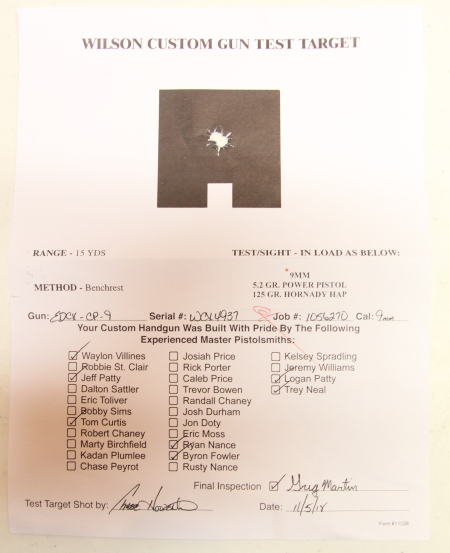 WILSON CUSTOM GUN TEST TARGET
RANGE - 15 YDS
TEST/SIGHT - IN LOAD AS BELOW:
METHOD - Benchrest
9MM
5.2 GR. POWER PISTOL
125 GR. HORNADY HAP
Gun: EDCX-CP-9 Serial #: WCX4937 Job #: 1056270 Cal: 9mm
Your Custom Handgun Was Built With Pride By The Following
Experienced Master Pistolsmiths:
Waylon Villines
Robbie St. Clair
Jeff Patty
Dalton Sattler
Eric Toliver
Bobby Sims
Tom Curtis
Robert Chaney
Marty Birchfield
Kadan Plumlee
Chase Peyrot
Josiah Price
Rick Porter
Caleb Price
Trevor Bowen
Randall Chaney
Josh Durham
Jon Doty
Eric Moss
Ryan Nance
Byron Fowler
Rusty Nance
Kelsey Spradling
Jeremy Williams
Logan Patty
Trey Neal
Final Inspection Greg Martin
Test Target Shot by:
Date: 11/5/18